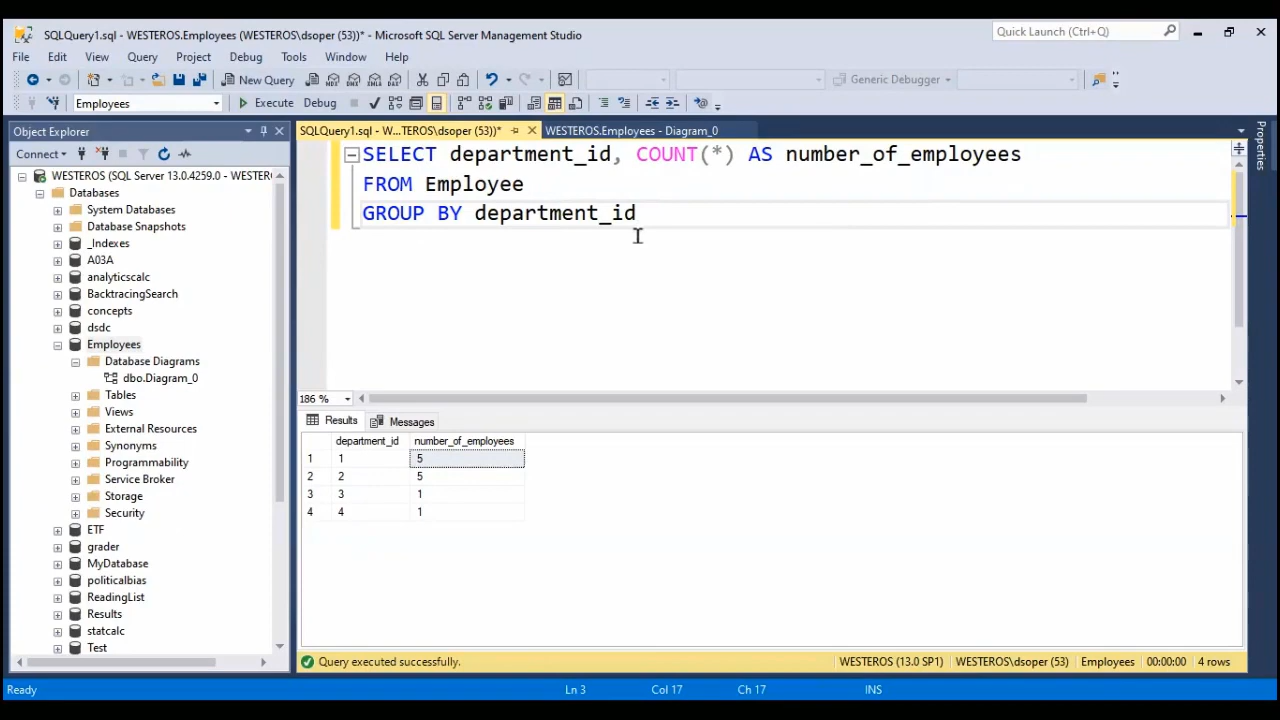 SQLQuery1.sql - WESTEROS.Employees (WESTEROS\dsoper (53))* - Microsoft SQL Server Management Studio
Quick Launch (Ctrl+Q)
File Edit View Query Project Debug Tools Window Help
New Query
MDX DMX XMLA DAX
Generic Debugger
Employees
Execute Debug
Object Explorer
SQLQuery1.sql - W...TEROS\dsoper (53))*
WESTEROS.Employees - Diagram_0
Properties
Connect
WESTEROS (SQL Server 13.0.4259.0 - WESTER
Databases
System Databases
Database Snapshots
_Indexes
A03A
analyticscalc
BacktracingSearch
concepts
dsdc
Employees
Database Diagrams
dbo.Diagram_0
Tables
Views
External Resources
Synonyms
Programmability
Service Broker
Storage
Security
ETF
grader
MyDatabase
politicalbias
ReadingList
Results
statcalc
Test
SELECT department_id, COUNT(*) AS number_of_employees
FROM Employee
GROUP BY department_id
186 %
Results Messages
department_id number_of_employees
1 1 5
2 2 5
3 3 1
4 4 1
Query executed successfully.
WESTEROS (13.0 SP1) WESTEROS\dsoper (53) Employees 00:00:00 4 rows
Ready Ln 3 Col 17 Ch 17 INS